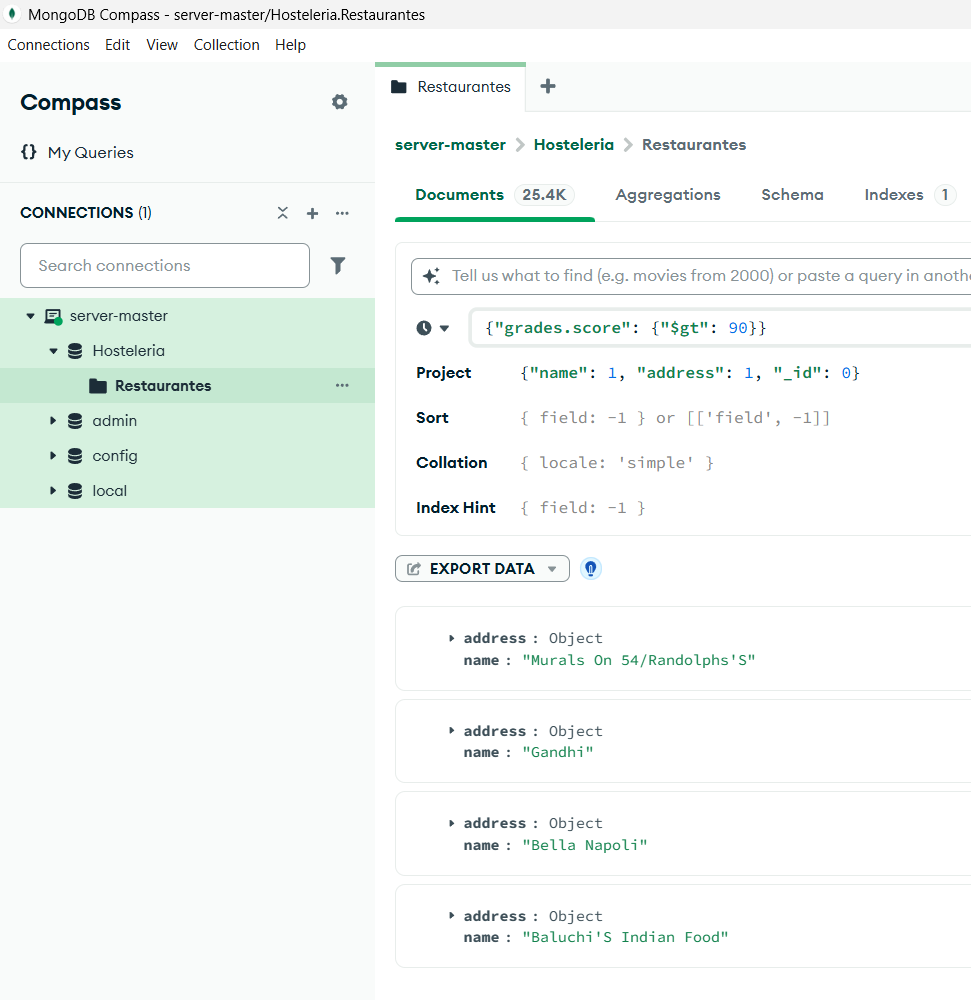 MongoDB Compass - server-master/Hosteleria.Restaurantes
Connections Edit View Collection Help
Compass
{} My Queries
CONNECTIONS (1)
Search connections
server-master
Hosteleria
Restaurantes
admin
config
local
Restaurantes
server-master > Hosteleria > Restaurantes
Documents 25.4K Aggregations Schema Indexes 1
Tell us what to find (e.g. movies from 2000) or paste a query in anothe
{"grades.score": {"$gt": 90}}
Project {"name": 1, "address": 1, "_id": 0}
Sort { field: -1 } or [['field', -1]]
Collation { locale: 'simple' }
Index Hint { field: -1 }
EXPORT DATA
address : Object
name : "Murals On 54/Randolphs'S"
address : Object
name : "Gandhi"
address : Object
name : "Bella Napoli"
address : Object
name : "Baluchi'S Indian Food"